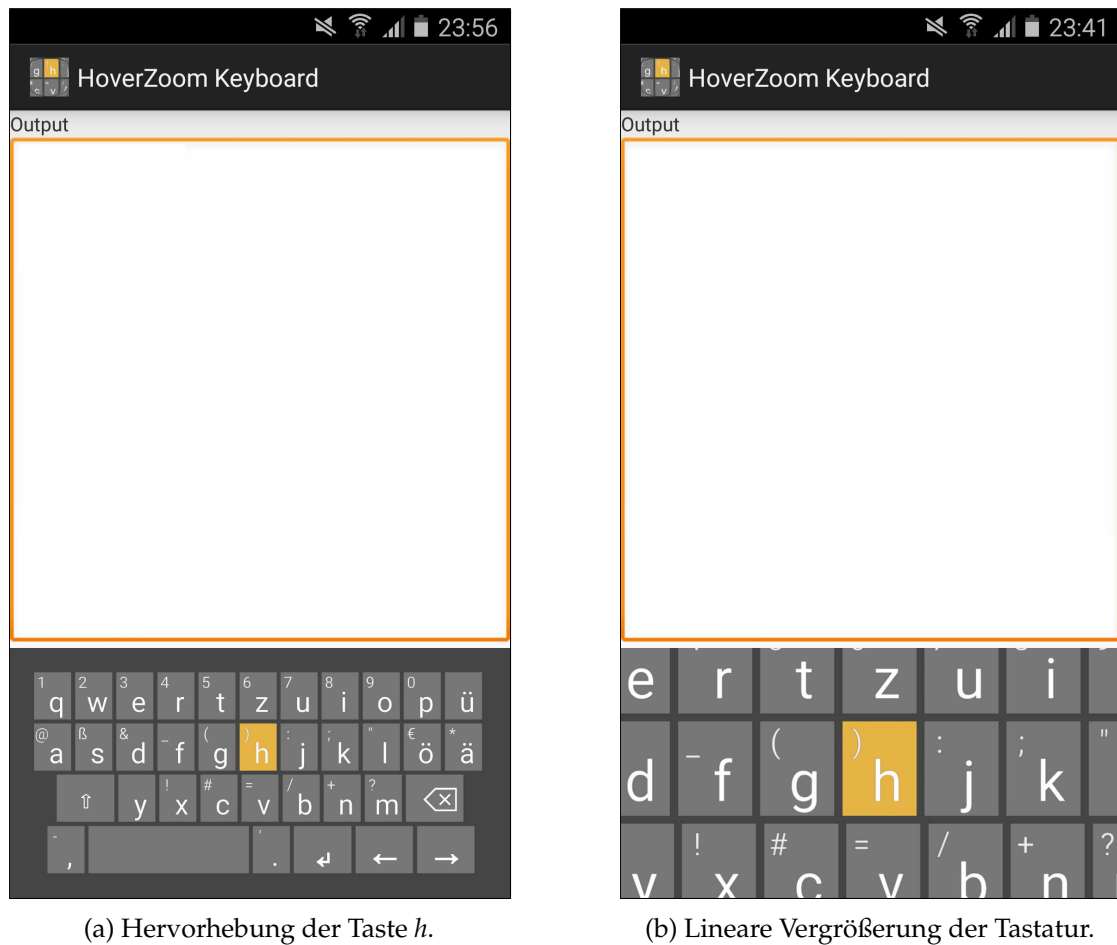 23:56
HoverZoom Keyboard
Output
1 q 2 w 3 e 4 r 5 t 6 z 7 u 8 i 9 o 0 p ü
@ a ß s & d _ f ( g ) h : j ; k " l € ö * ä
⇧ y ! x # c = v / b + n ? m ⌫
- , ' . ↵ ← →
(a) Hervorhebung der Taste h.
23:41
HoverZoom Keyboard
Output
e r t z u i
d _ f ( g ) h : j ; k "
y ! x # c = v / b + n ?
(b) Lineare Vergrößerung der Tastatur.